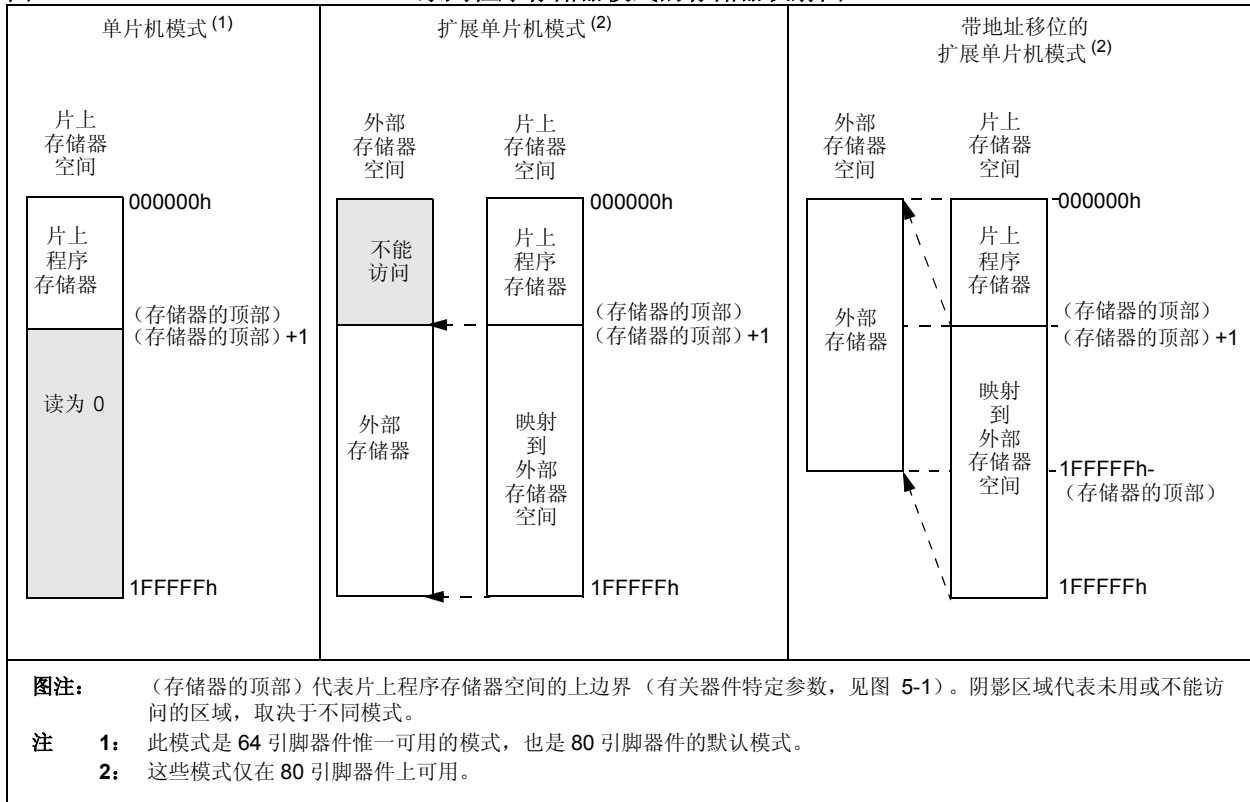 单片机模式 (1)
片上
存储器
空间
000000h
片上
程序
存储器
（存储器的顶部）
（存储器的顶部）+1
读为 0
1FFFFFh
扩展单片机模式 (2)
外部
存储器
空间
片上
存储器
空间
000000h
不能
访问
片上
程序
存储器
（存储器的顶部）
（存储器的顶部）+1
外部
存储器
映射
到
外部
存储器
空间
1FFFFFh
带地址移位的
扩展单片机模式 (2)
外部
存储器
空间
片上
存储器
空间
000000h
片上
程序
存储器
（存储器的顶部）
（存储器的顶部）+1
外部
存储器
映射
到
外部
存储器
空间
1FFFFFh-
（存储器的顶部）
1FFFFFh
图注： （存储器的顶部）代表片上程序存储器空间的上边界 （有关器件特定参数，见图 5-1）。阴影区域代表未用或不能访
问的区域，取决于不同模式。
注 1： 此模式是 64 引脚器件惟一可用的模式，也是 80 引脚器件的默认模式。
2： 这些模式仅在 80 引脚器件上可用。